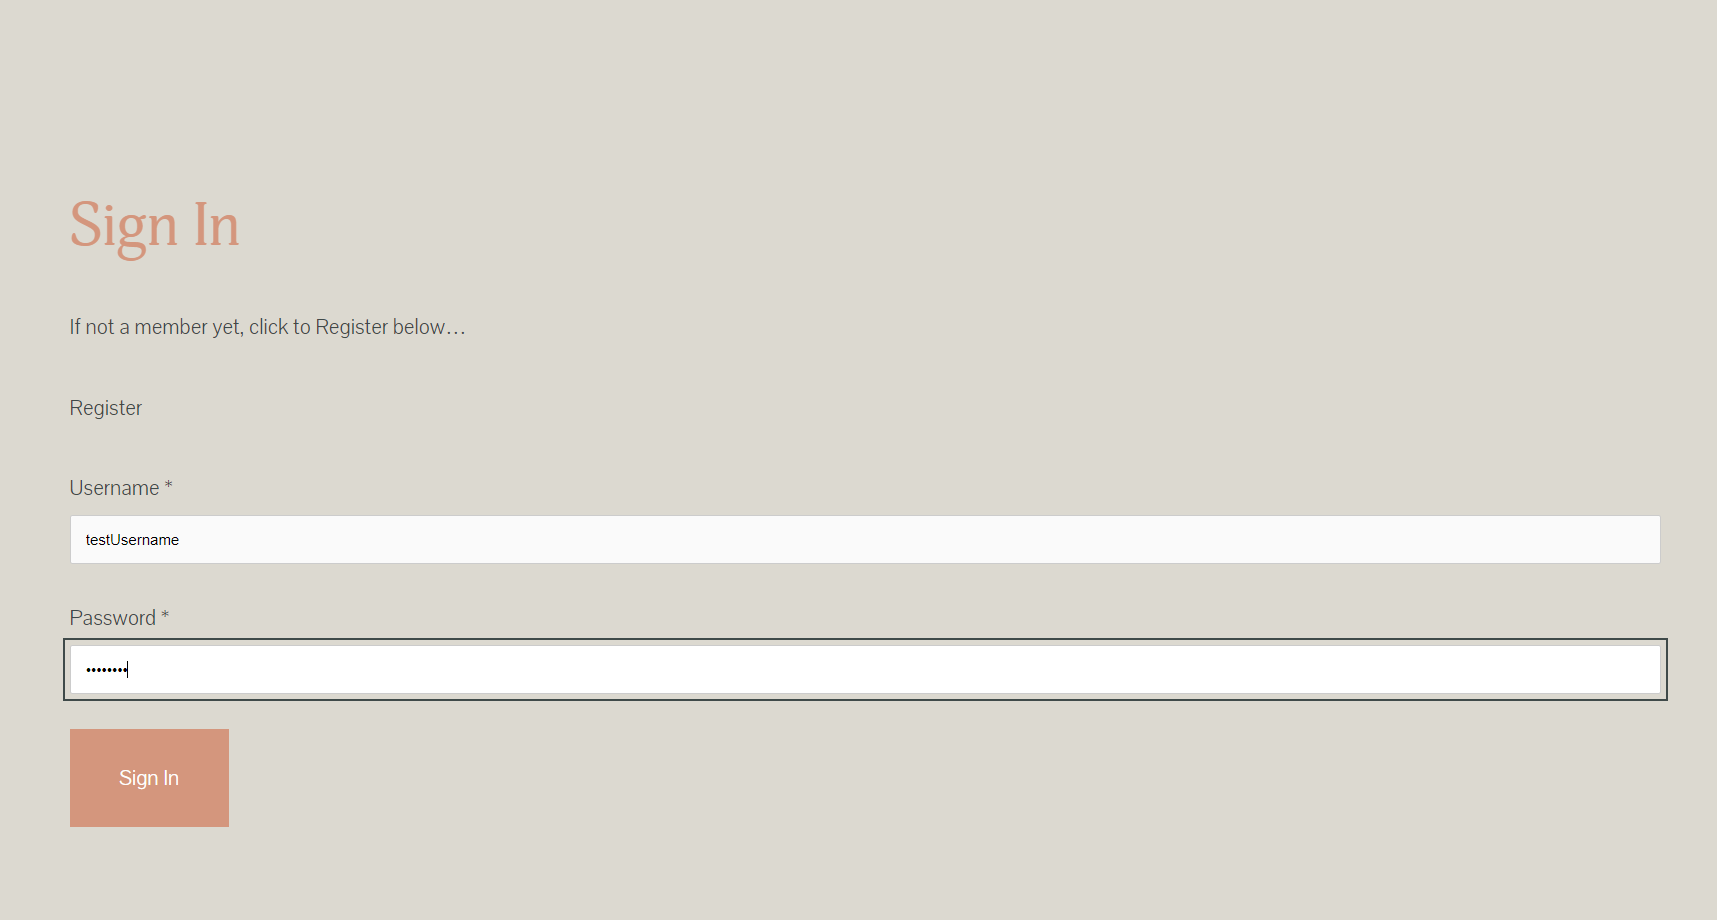 Sign In
If not a member yet, click to Register below…
Register
Username *
testUsername
Password *
••••••••
Sign In